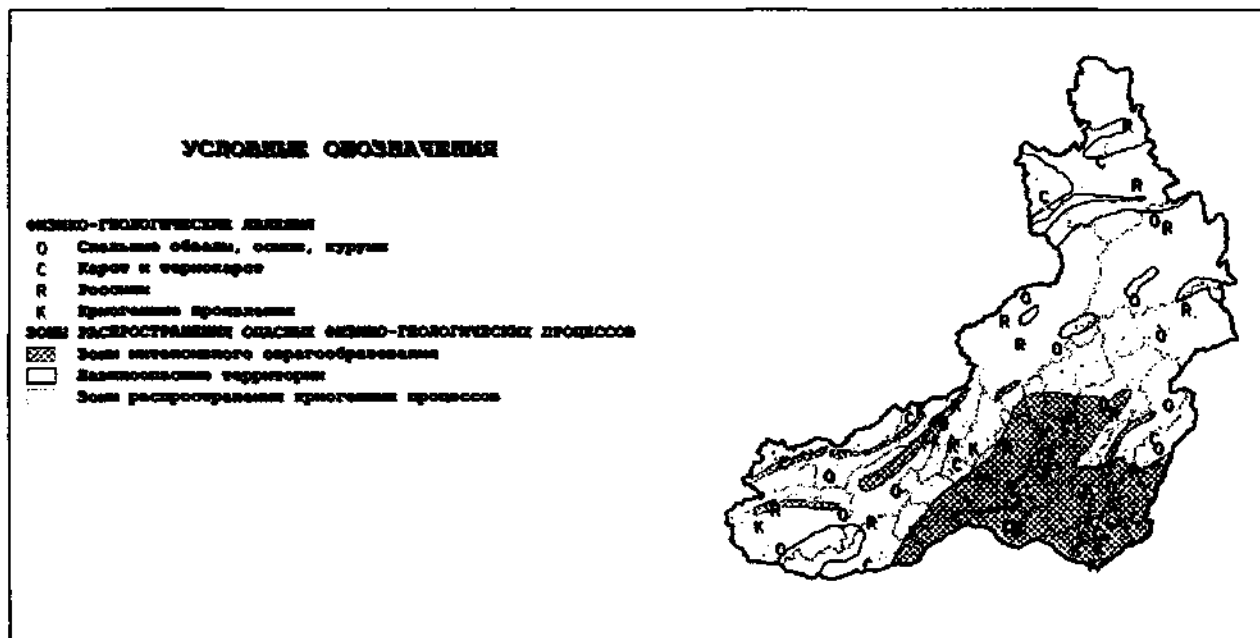 УСЛОВНЫЕ ОБОЗНАЧЕНИЯ
ФИЗИКО-ГЕОЛОГИЧЕСКИЕ ЯВЛЕНИЯ
O Скальные обвалы, осыпи, курумы
C Карст и термокарст
R Россыпи
K Криогенные проявления
ЗОНЫ РАСПРОСТРАНЕНИЯ ОПАСНЫХ ФИЗИКО-ГЕОЛОГИЧЕСКИХ ПРОЦЕССОВ
Зоны интенсивного оврагообразования
Лавиноопасные территории
Зоны распространения криогенных процессов
R
C
R
C
O
R
O
O
R
R
R
O
O
O
C
O
K
C
O
O
R
O
R
K
O
C